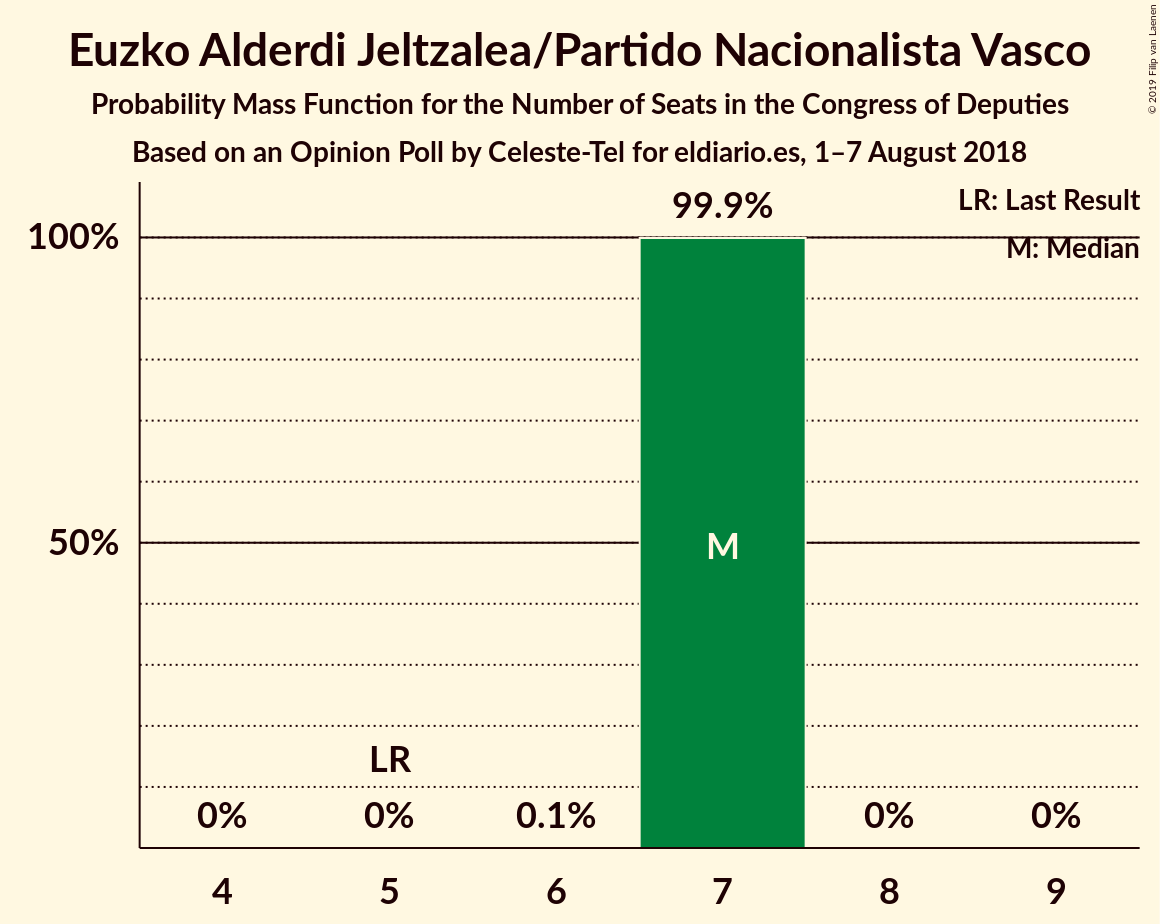 Euzko Alderdi Jeltzalea/Partido Nacionalista Vasco
Probability Mass Function for the Number of Seats in the Congress of Deputies
Based on an Opinion Poll by Celeste-Tel for eldiario.es, 1–7 August 2018
© 2019 Filip van Laenen
LR: Last Result
M: Median
99.9%
100%
50%
M
LR
0%
0%
0.1%
0%
0%
4
5
6
7
8
9